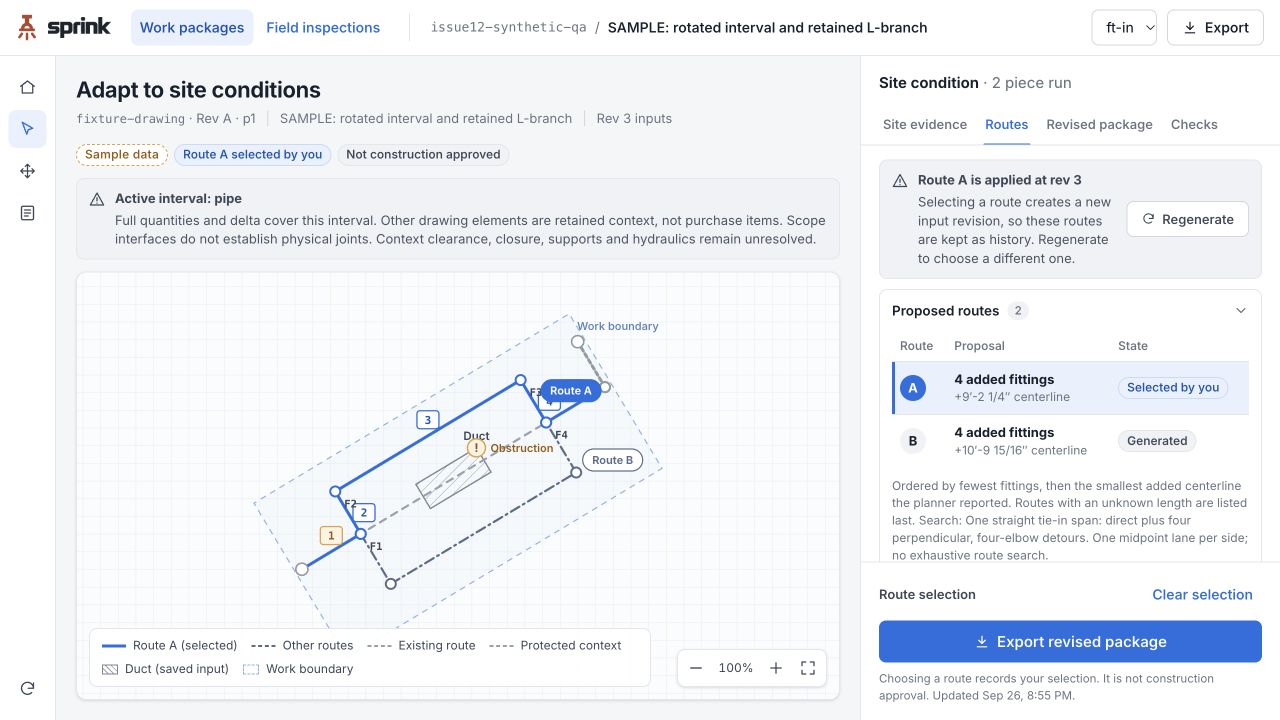 sprink
Work packages
Field inspections
issue12-synthetic-qa / SAMPLE: rotated interval and retained L-branch
ft-in
Export
Adapt to site conditions
fixture-drawing · Rev A · p1
SAMPLE: rotated interval and retained L-branch
Rev 3 inputs
Sample data
Route A selected by you
Not construction approved
Active interval: pipe
Full quantities and delta cover this interval. Other drawing elements are retained context, not purchase items. Scope
interfaces do not establish physical joints. Context clearance, closure, supports and hydraulics remain unresolved.
Work boundary
F3
Route A
4
3
Duct
F4
!
Obstruction
Route B
F2
2
1
F1
Route A (selected)
Other routes
Existing route
Protected context
Duct (saved input)
Work boundary
100%
Site condition · 2 piece run
Site evidence
Routes
Revised package
Checks
Route A is applied at rev 3
Selecting a route creates a new
input revision, so these routes
are kept as history. Regenerate
to choose a different one.
Regenerate
Proposed routes 2
Route Proposal State
A
4 added fittings
+9′-2 1/4″ centerline
Selected by you
B
4 added fittings
+10′-9 15/16″ centerline
Generated
Ordered by fewest fittings, then the smallest added centerline
the planner reported. Routes with an unknown length are listed
last. Search: One straight tie-in span: direct plus four
perpendicular, four-elbow detours. One midpoint lane per side;
no exhaustive route search.
Route selection
Clear selection
Export revised package
Choosing a route records your selection. It is not construction
approval. Updated Sep 26, 8:55 PM.